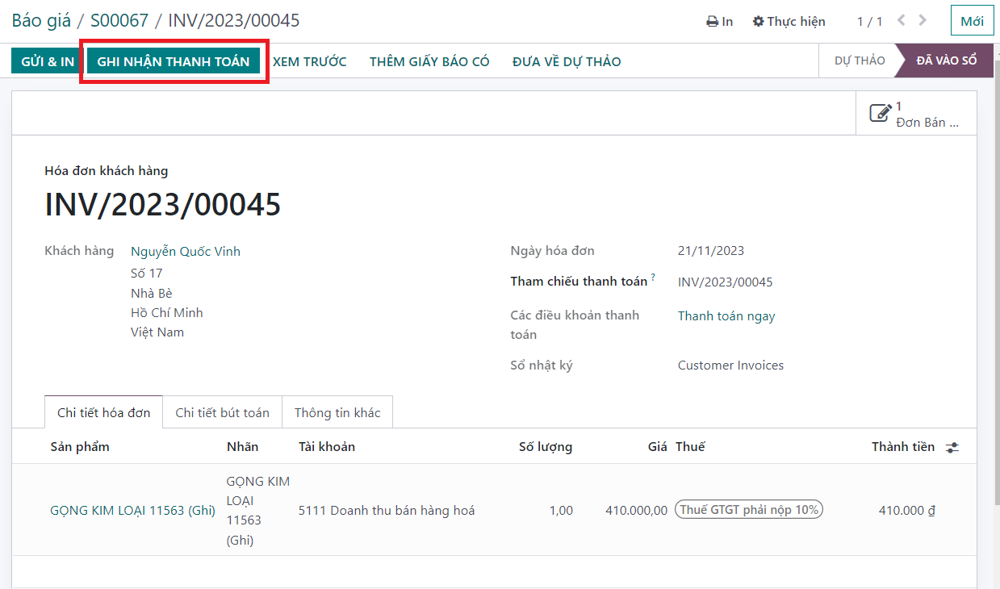 Báo giá / S00067 / INV/2023/00045
In
Thực hiện
1 / 1
Mới
GỬI & IN
GHI NHẬN THANH TOÁN
XEM TRƯỚC
THÊM GIẤY BÁO CÓ
ĐƯA VỀ DỰ THẢO
DỰ THẢO
ĐÃ VÀO SỔ
1
Đơn Bán ...
Hóa đơn khách hàng
INV/2023/00045
Khách hàng
Nguyễn Quốc Vinh
Số 17
Nhà Bè
Hồ Chí Minh
Việt Nam
Ngày hóa đơn
21/11/2023
Tham chiếu thanh toán ?
INV/2023/00045
Các điều khoản thanh
toán
Thanh toán ngay
Sổ nhật ký
Customer Invoices
Chi tiết hóa đơn
Chi tiết bút toán
Thông tin khác
Sản phẩm
Nhãn
Tài khoản
Số lượng
Giá
Thuế
Thành tiền
GỌNG KIM LOẠI 11563 (Ghi)
GỌNG KIM
LOẠI
11563
(Ghi)
5111 Doanh thu bán hàng hoá
1,00
410.000,00
Thuế GTGT phải nộp 10%
410.000 ₫